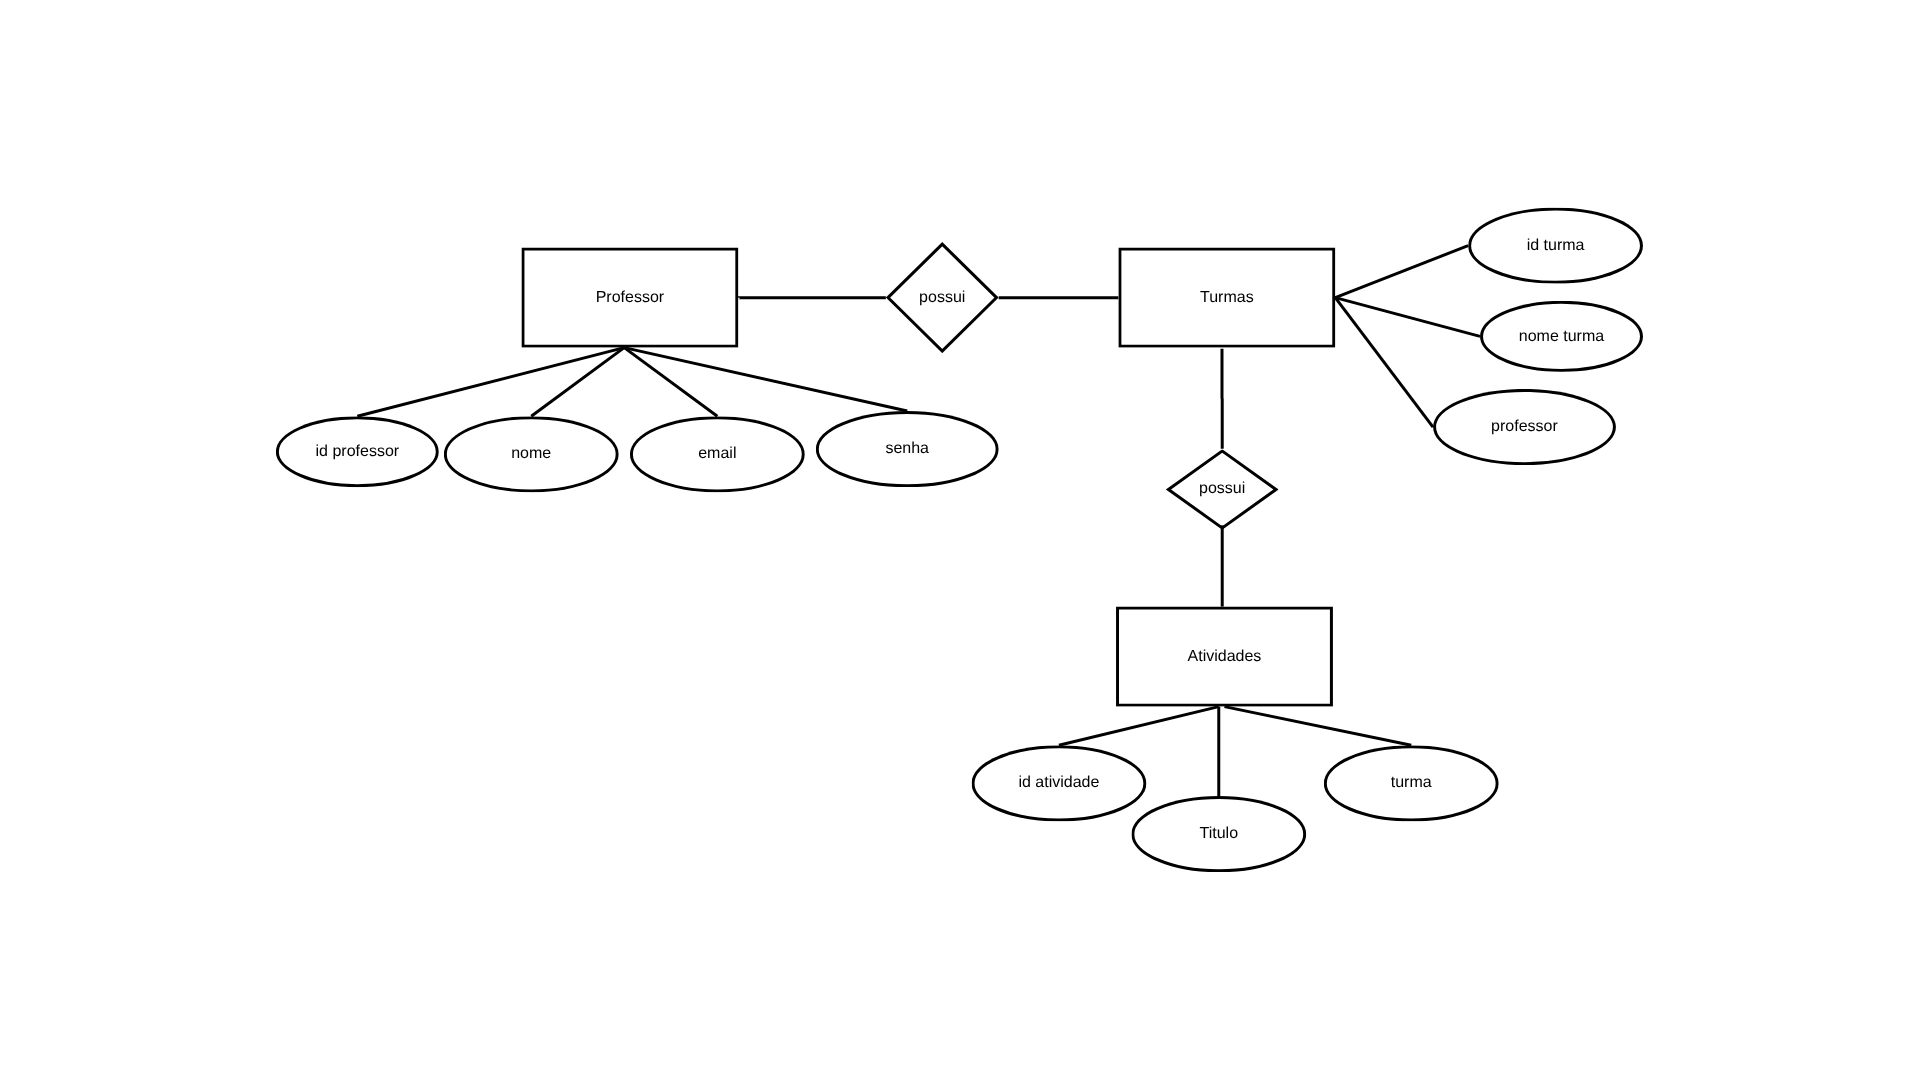 Professor
possui
Turmas
id turma
nome turma
professor
id professor
nome
email
senha
possui
Atividades
id atividade
Titulo
turma